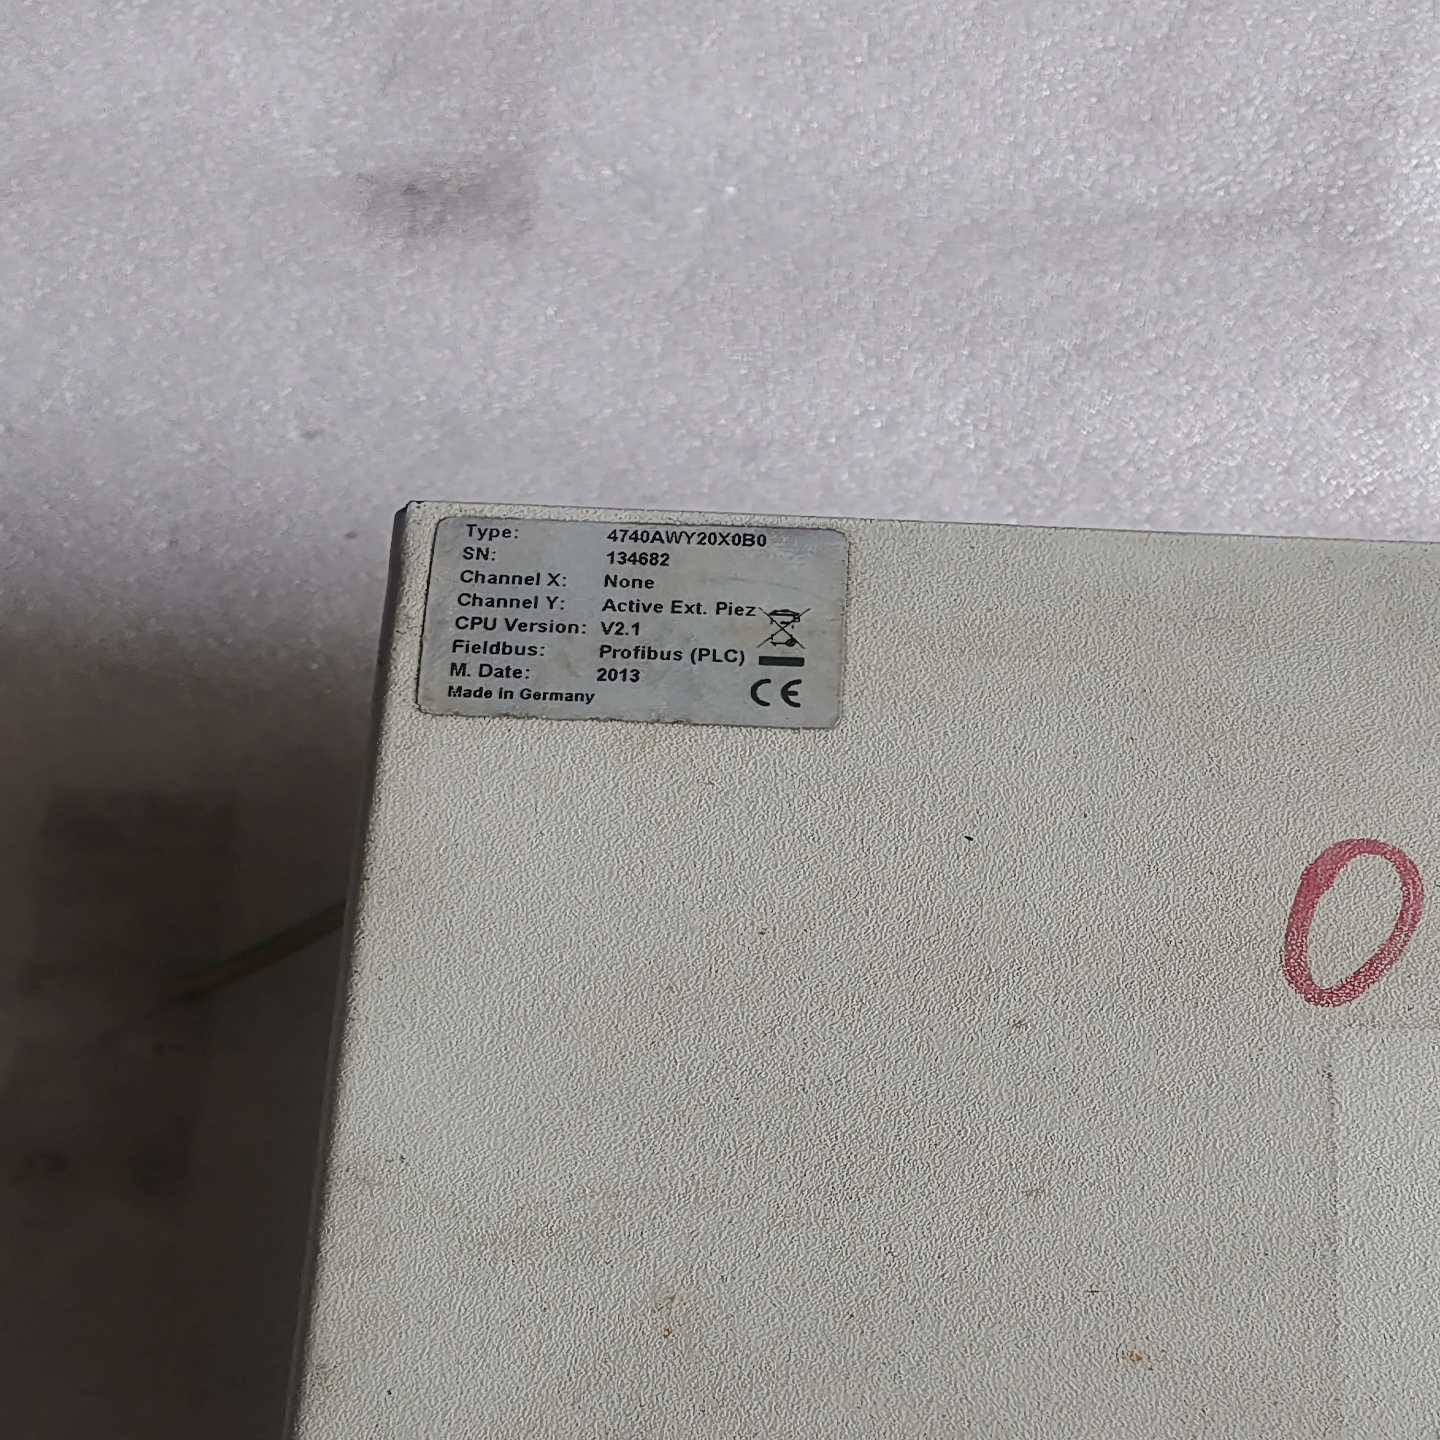 Type: 4740AWY20X0B0
SN: 134682
Channel X: None
Channel Y: Active Ext. Piez
CPU Version: V2.1
Fieldbus: Profibus (PLC)
M. Date: 2013
Made in Germany
CE
0